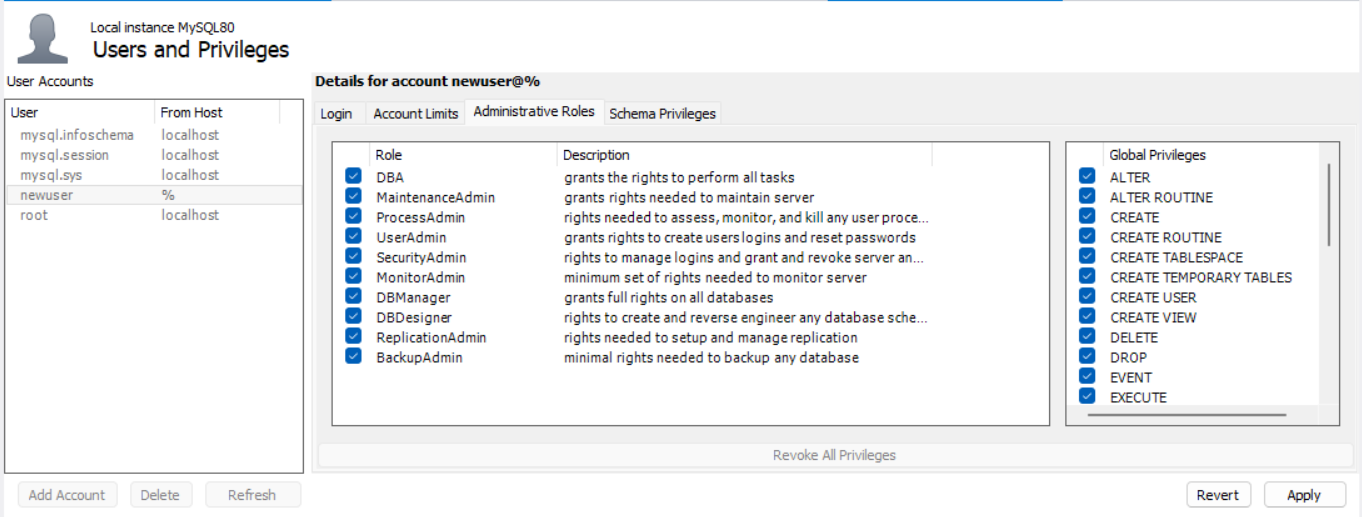 Local instance MySQL80
Users and Privileges
User Accounts
User From Host
mysql.infoschema localhost
mysql.session localhost
mysql.sys localhost
newuser %
root localhost
Add Account Delete Refresh
Details for account newuser@%
Login Account Limits Administrative Roles Schema Privileges
Role Description
DBA grants the rights to perform all tasks
MaintenanceAdmin grants rights needed to maintain server
ProcessAdmin rights needed to assess, monitor, and kill any user proce...
UserAdmin grants rights to create users logins and reset passwords
SecurityAdmin rights to manage logins and grant and revoke server an...
MonitorAdmin minimum set of rights needed to monitor server
DBManager grants full rights on all databases
DBDesigner rights to create and reverse engineer any database sche...
ReplicationAdmin rights needed to setup and manage replication
BackupAdmin minimal rights needed to backup any database
Global Privileges
ALTER
ALTER ROUTINE
CREATE
CREATE ROUTINE
CREATE TABLESPACE
CREATE TEMPORARY TABLES
CREATE USER
CREATE VIEW
DELETE
DROP
EVENT
EXECUTE
Revoke All Privileges
Revert Apply